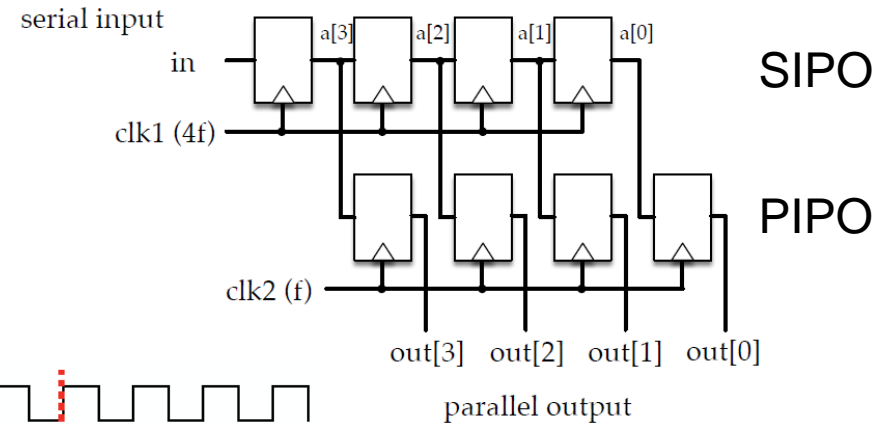 serial input
a[3] a[2] a[1] a[0]
in
SIPO
clk1 (4f)
PIPO
clk2 (f)
out[3] out[2] out[1] out[0]
parallel output